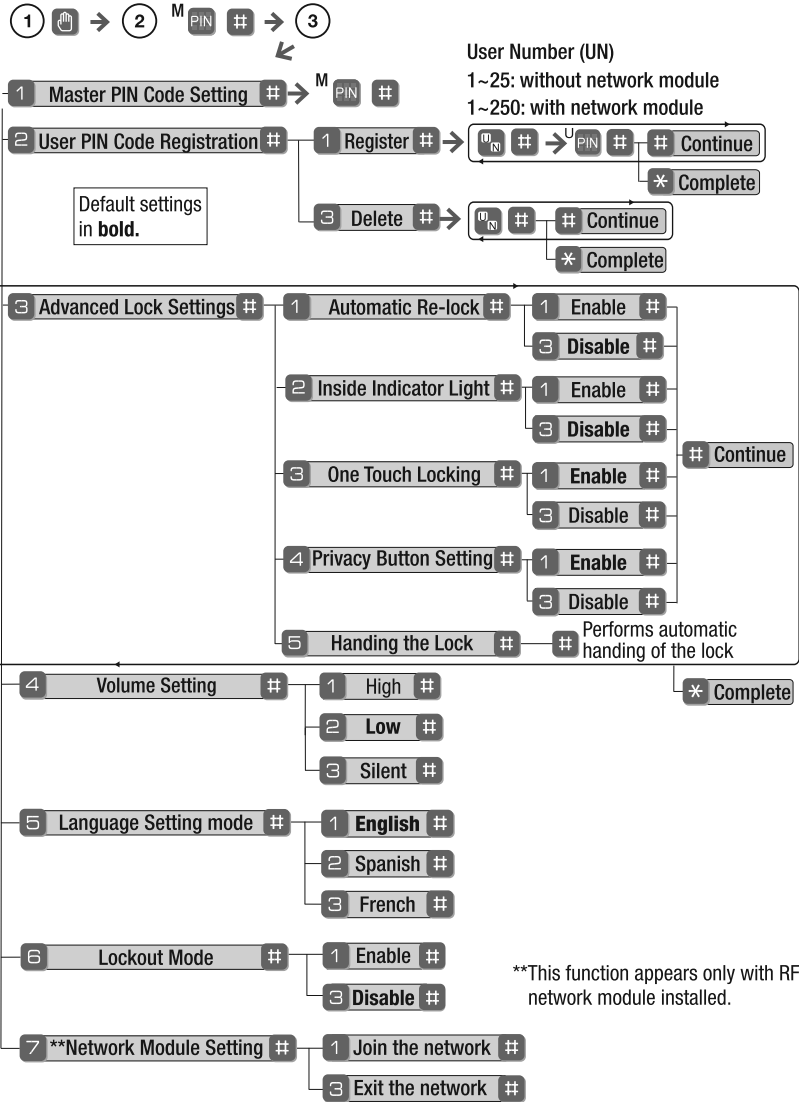 1 → 2 M PIN # → 3
User Number (UN)
1~25: without network module
1~250: with network module
1 Master PIN Code Setting # → M PIN #
2 User PIN Code Registration # 1 Register # → UN # → U PIN # # Continue
* Complete
Default settings
in bold.
3 Delete # → UN # # Continue
* Complete
3 Advanced Lock Settings # 1 Automatic Re-lock # 1 Enable #
3 Disable #
2 Inside Indicator Light # 1 Enable #
3 Disable #
# Continue
3 One Touch Locking # 1 Enable #
3 Disable #
4 Privacy Button Setting # 1 Enable #
3 Disable #
5 Handing the Lock # # Performs automatic
handing of the lock
* Complete
4 Volume Setting # 1 High #
2 Low #
3 Silent #
5 Language Setting mode # 1 English #
2 Spanish #
3 French #
6 Lockout Mode # 1 Enable #
3 Disable #
**This function appears only with RF
network module installed.
7 **Network Module Setting # 1 Join the network #
3 Exit the network #